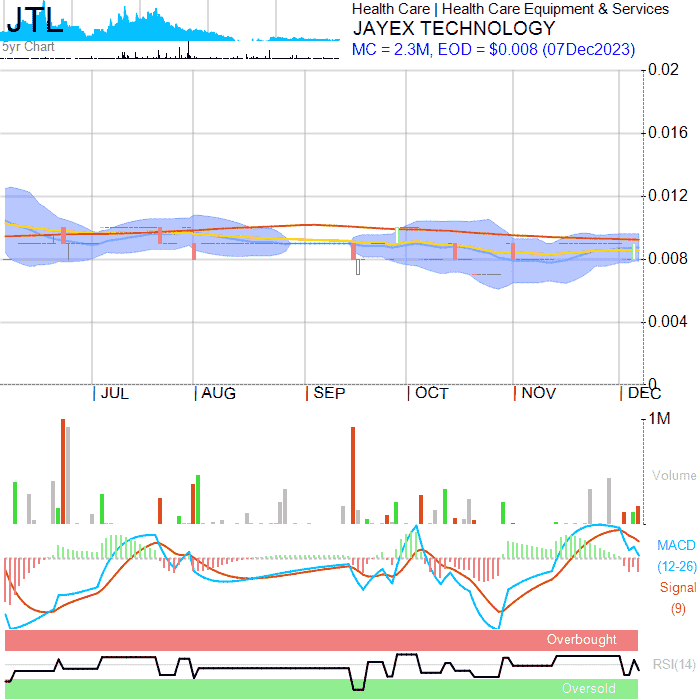 JTL
5yr Chart
Health Care | Health Care Equipment & Services
JAYEX TECHNOLOGY
MC = 2.3M, EOD = $0.008 (07Dec2023)
0.02
0.016
0.012
0.008
0.004
0
JUL AUG SEP OCT NOV DEC
1M
Volume
MACD
(12-26)
Signal
(9)
Overbought
RSI(14)
Oversold